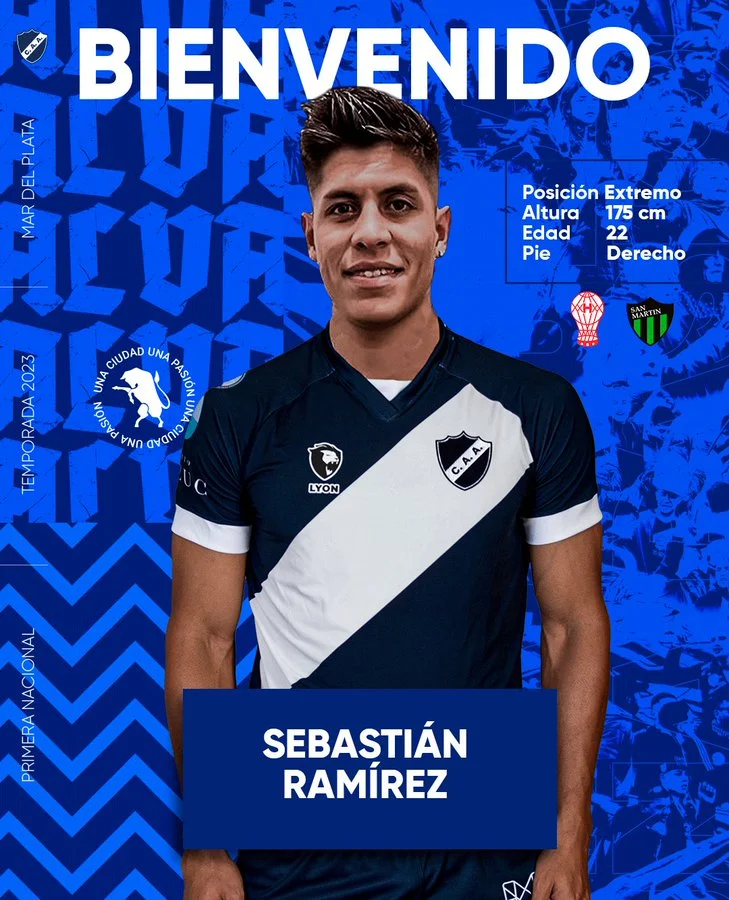 BIENVENIDO
C.A.A.
MAR DEL PLATA
TEMPORADA 2023
PRIMERA NACIONAL
Posición Extremo
Altura 175 cm
Edad 22
Pie Derecho
SAN
MARTIN
UNA CIUDAD UNA PASIÓN UNA CIUDAD UNA PASIÓN
LYON
C.A.A.
UC
SEBASTIÁN
RAMÍREZ